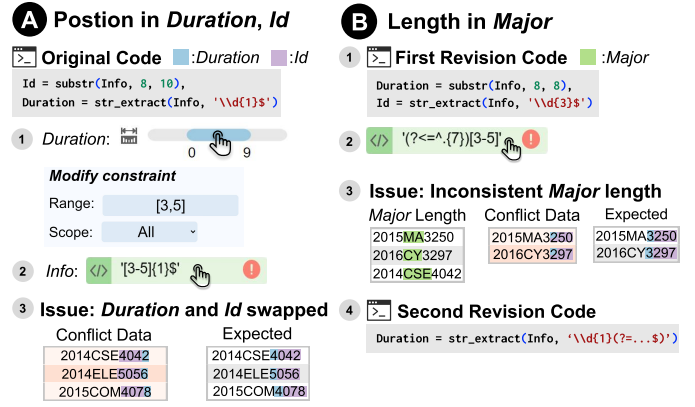 A Postion in Duration, Id
>_ Original Code :Duration :Id
Id = substr(Info, 8, 10),
Duration = str_extract(Info, '\\d{1}$')
1 Duration:
0 9
Modify constraint
Range: [3,5]
Scope: All
2 Info: </> '[3-5]{1}$' !
3 Issue: Duration and Id swapped
Conflict Data Expected
2014CSE4042 2014CSE4042
2014ELE5056 2014ELE5056
2015COM4078 2015COM4078
B Length in Major
1 >_ First Revision Code :Major
Duration = substr(Info, 8, 8),
Id = str_extract(Info, '\\d{3}$')
2 </> '(?<=^.{7})[3-5]' !
3 Issue: Inconsistent Major length
Major Length Conflict Data Expected
2015MA3250 2015MA3250 2015MA3250
2016CY3297 2016CY3297 2016CY3297
2014CSE4042
4 >_ Second Revision Code
Duration = str_extract(Info, ‘\\d{1}(?=...$)')